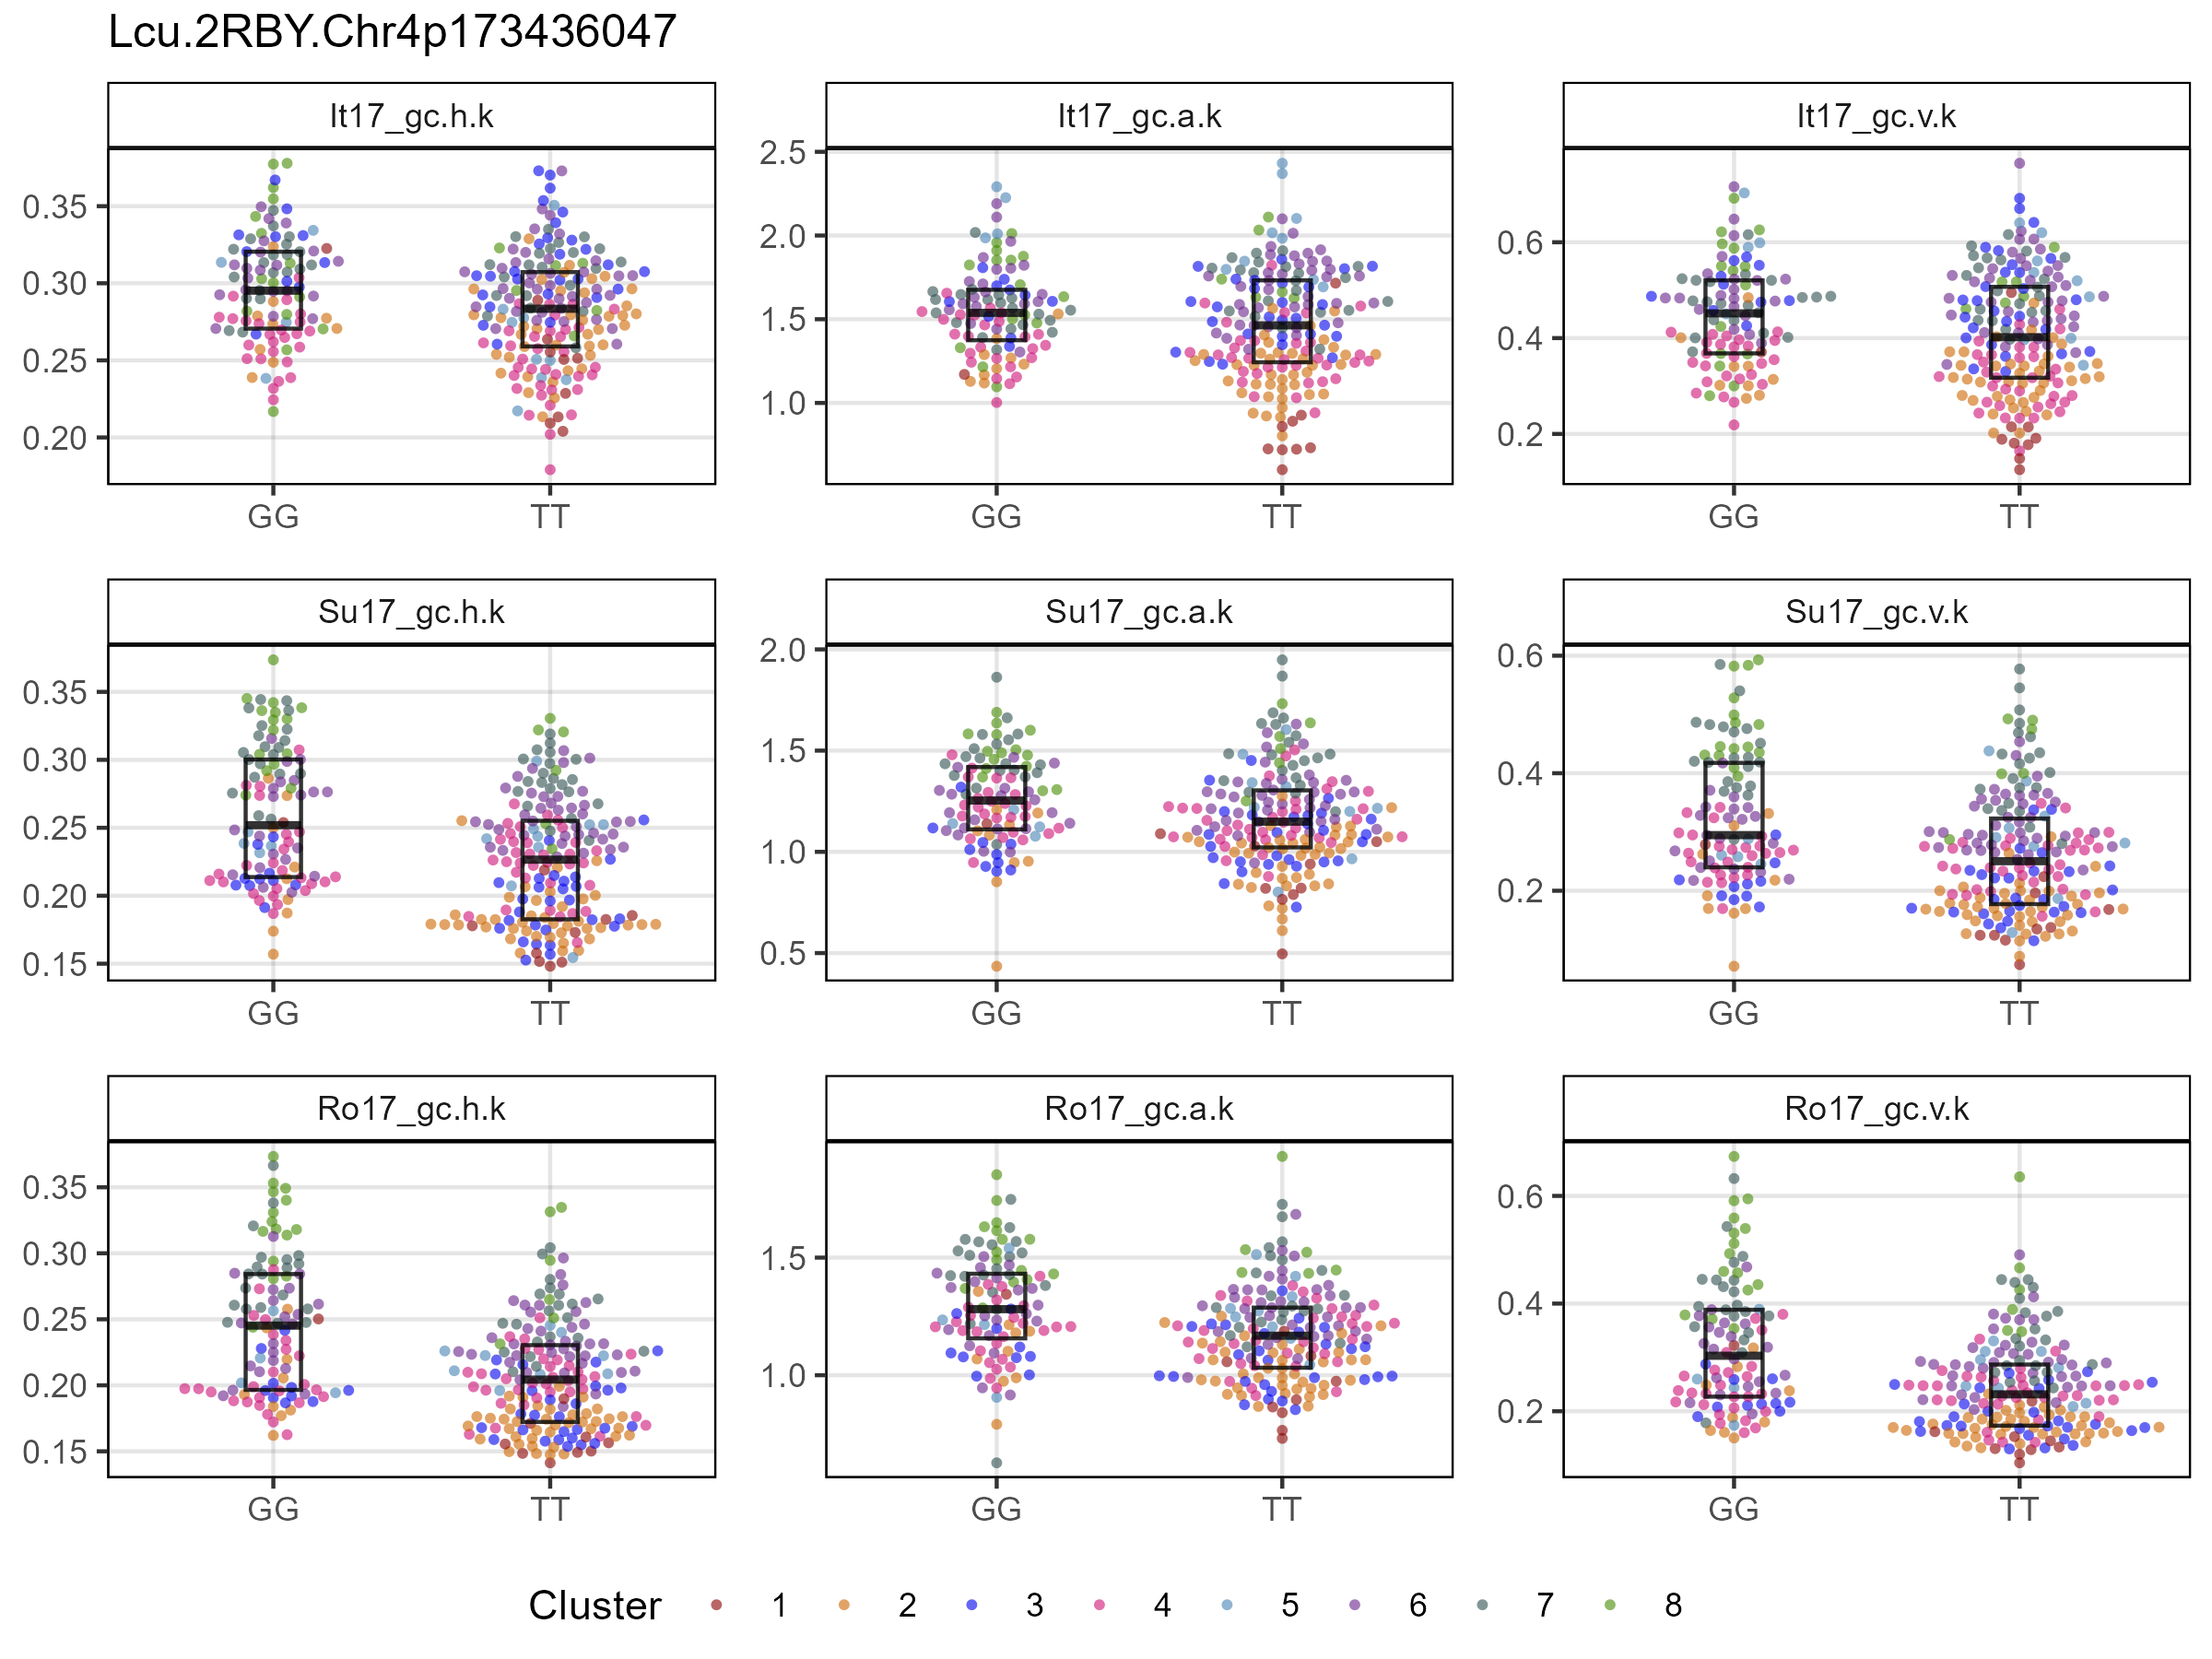 Lcu.2RBY.Chr4p173436047
It17_gc.h.k It17_gc.a.k It17_gc.v.k
0.35
0.30
0.25
0.20
GG TT
2.5
2.0
1.5
1.0
GG TT
0.6
0.4
0.2
GG TT
Su17_gc.h.k Su17_gc.a.k Su17_gc.v.k
0.35
0.30
0.25
0.20
0.15
GG TT
2.0
1.5
1.0
0.5
GG TT
0.6
0.4
0.2
GG TT
Ro17_gc.h.k Ro17_gc.a.k Ro17_gc.v.k
0.35
0.30
0.25
0.20
0.15
GG TT
1.5
1.0
GG TT
0.6
0.4
0.2
GG TT
Cluster 1 2 3 4 5 6 7 8